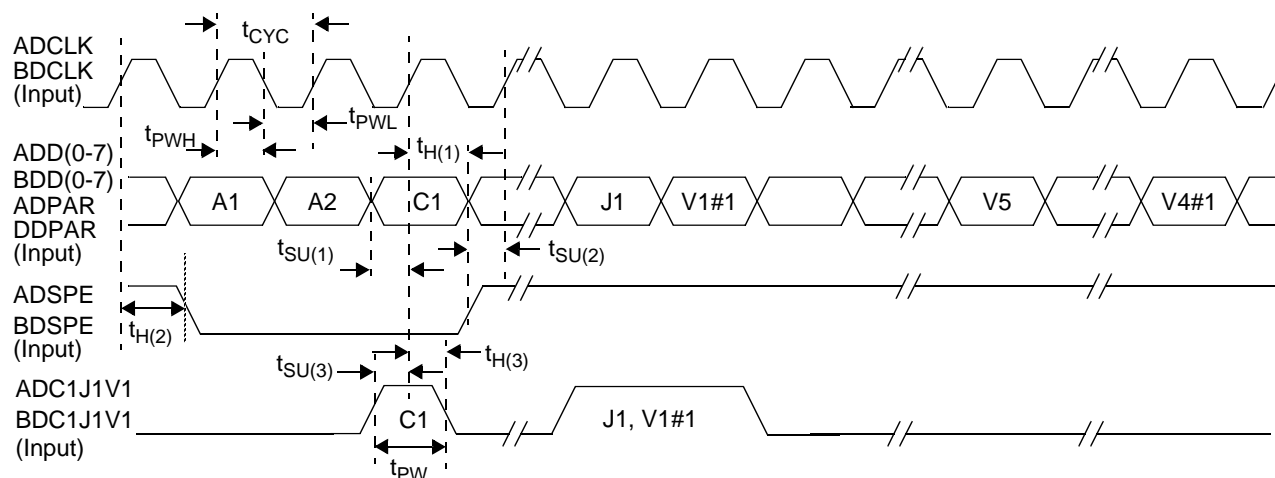 ADCLK
BDCLK
(Input)
tCYC
tPWH
tPWL
ADD(0-7)
BDD(0-7)
ADPAR
DDPAR
(Input)
A1
A2
C1
J1
V1#1
V5
V4#1
tH(1)
tSU(1)
tSU(2)
ADSPE
BDSPE
(Input)
tH(2)
tSU(3)
tH(3)
ADC1J1V1
BDC1J1V1
(Input)
C1
J1, V1#1
tPW